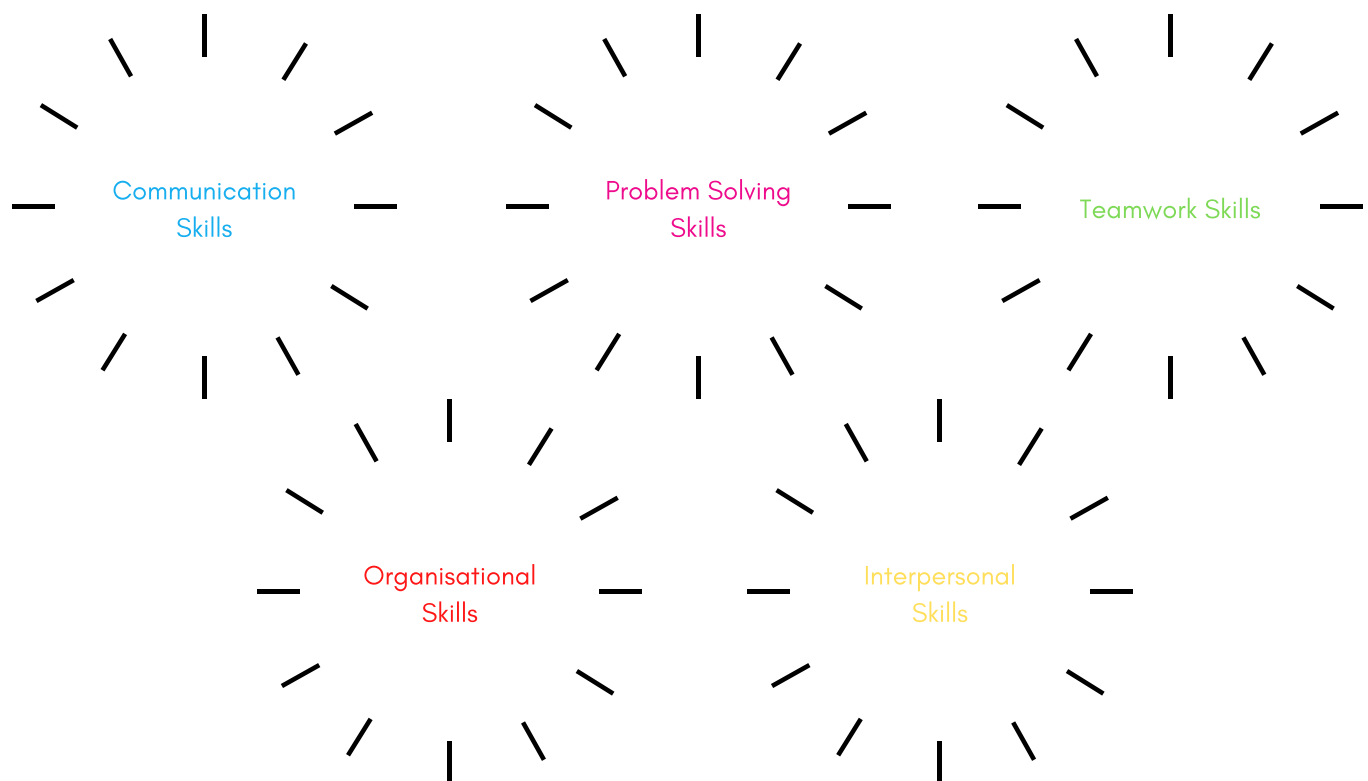 Communication
Skills
Problem Solving
Skills
Teamwork Skills
Organisational
Skills
Interpersonal
Skills